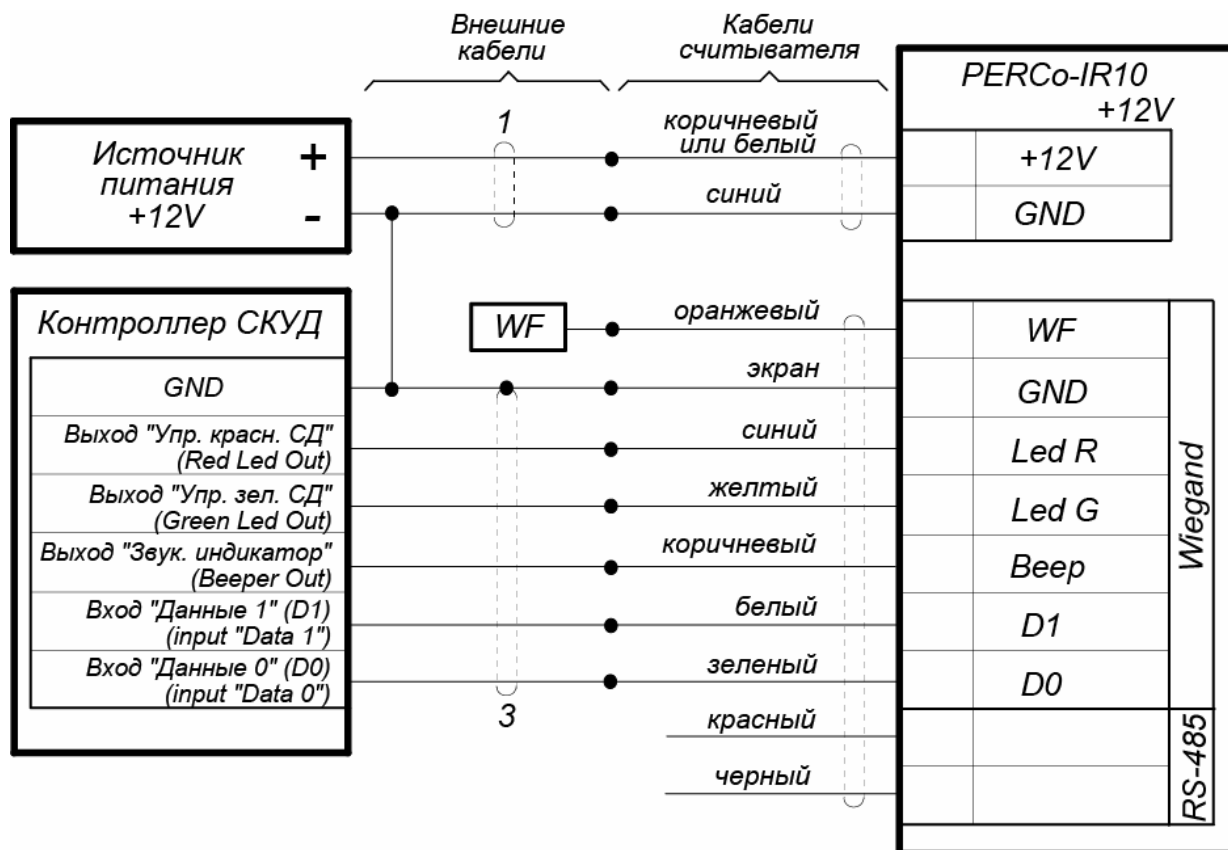 Внешние
кабели
Кабели
считывателя
PERCo-IR10
+12V
Источник
питания
+12V
+
-
1
коричневый
или белый
синий
+12V
GND
Контроллер СКУД
WF
оранжевый
WF
GND
экран
GND
Выход "Упр. красн. СД"
(Red Led Out)
синий
Led R
Выход "Упр. зел. СД"
(Green Led Out)
желтый
Led G
Выход "Звук. индикатор"
(Beeper Out)
коричневый
Beep
Вход "Данные 1" (D1)
(input "Data 1")
белый
D1
Вход "Данные 0" (D0)
(input "Data 0")
зеленый
D0
Wiegand
3
красный
черный
RS-485